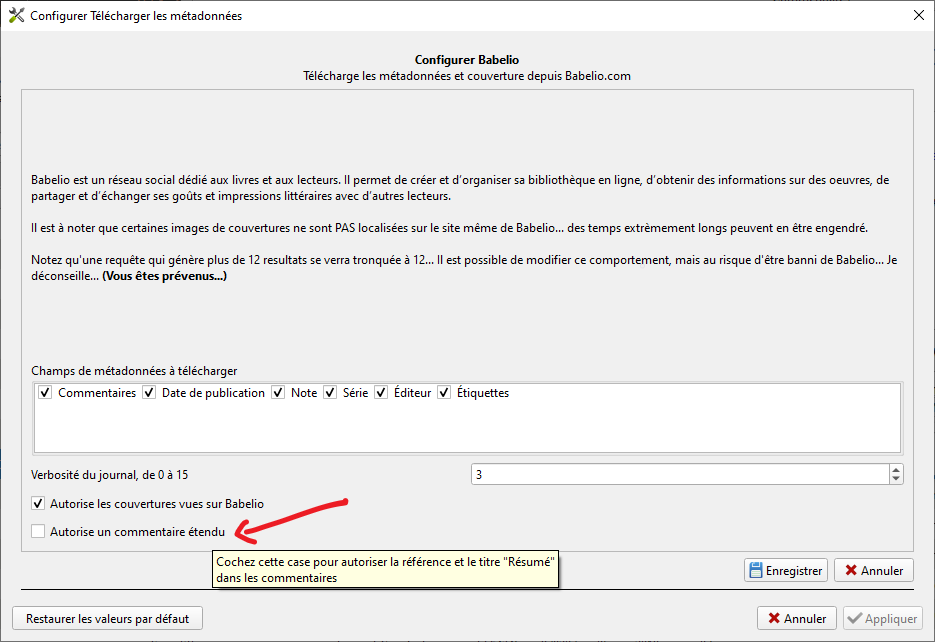 Configurer Télécharger les métadonnées
Configurer Babelio
Télécharge les métadonnées et couverture depuis Babelio.com
Babelio est un réseau social dédié aux livres et aux lecteurs. Il permet de créer et d'organiser sa bibliothèque en ligne, d'obtenir des informations sur des oeuvres, de
partager et d'échanger ses goûts et impressions littéraires avec d'autres lecteurs.
Il est à noter que certaines images de couvertures ne sont PAS localisées sur le site même de Babelio... des temps extrèmement longs peuvent en être engendré.
Notez qu'une requête qui génère plus de 12 resultats se verra tronquée à 12... Il est possible de modifier ce comportement, mais au risque d'être banni de Babelio... Je
déconseille... (Vous êtes prévenus...)
Champs de métadonnées à télécharger
Commentaires Date de publication Note Série Éditeur Étiquettes
Verbosité du journal, de 0 à 15 3
Autorise les couvertures vues sur Babelio
Autorise un commentaire étendu
Cochez cette case pour autoriser la référence et le titre "Résumé"
dans les commentaires
Enregistrer Annuler
Restaurer les valeurs par défaut Annuler Appliquer